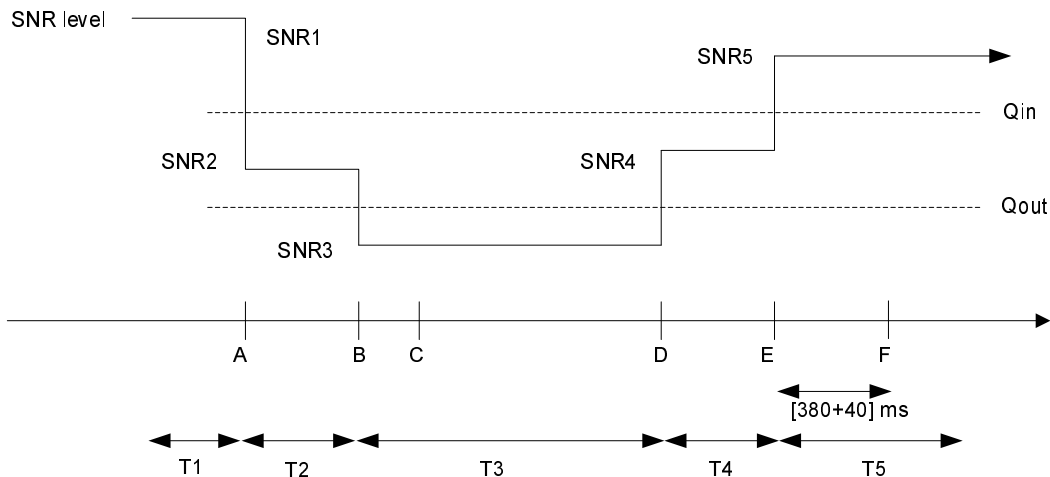 SNR level
SNR1
SNR5
Qin
SNR2
SNR4
Qout
SNR3
A
B
C
D
E
F
[380+40] ms
T1
T2
T3
T4
T5